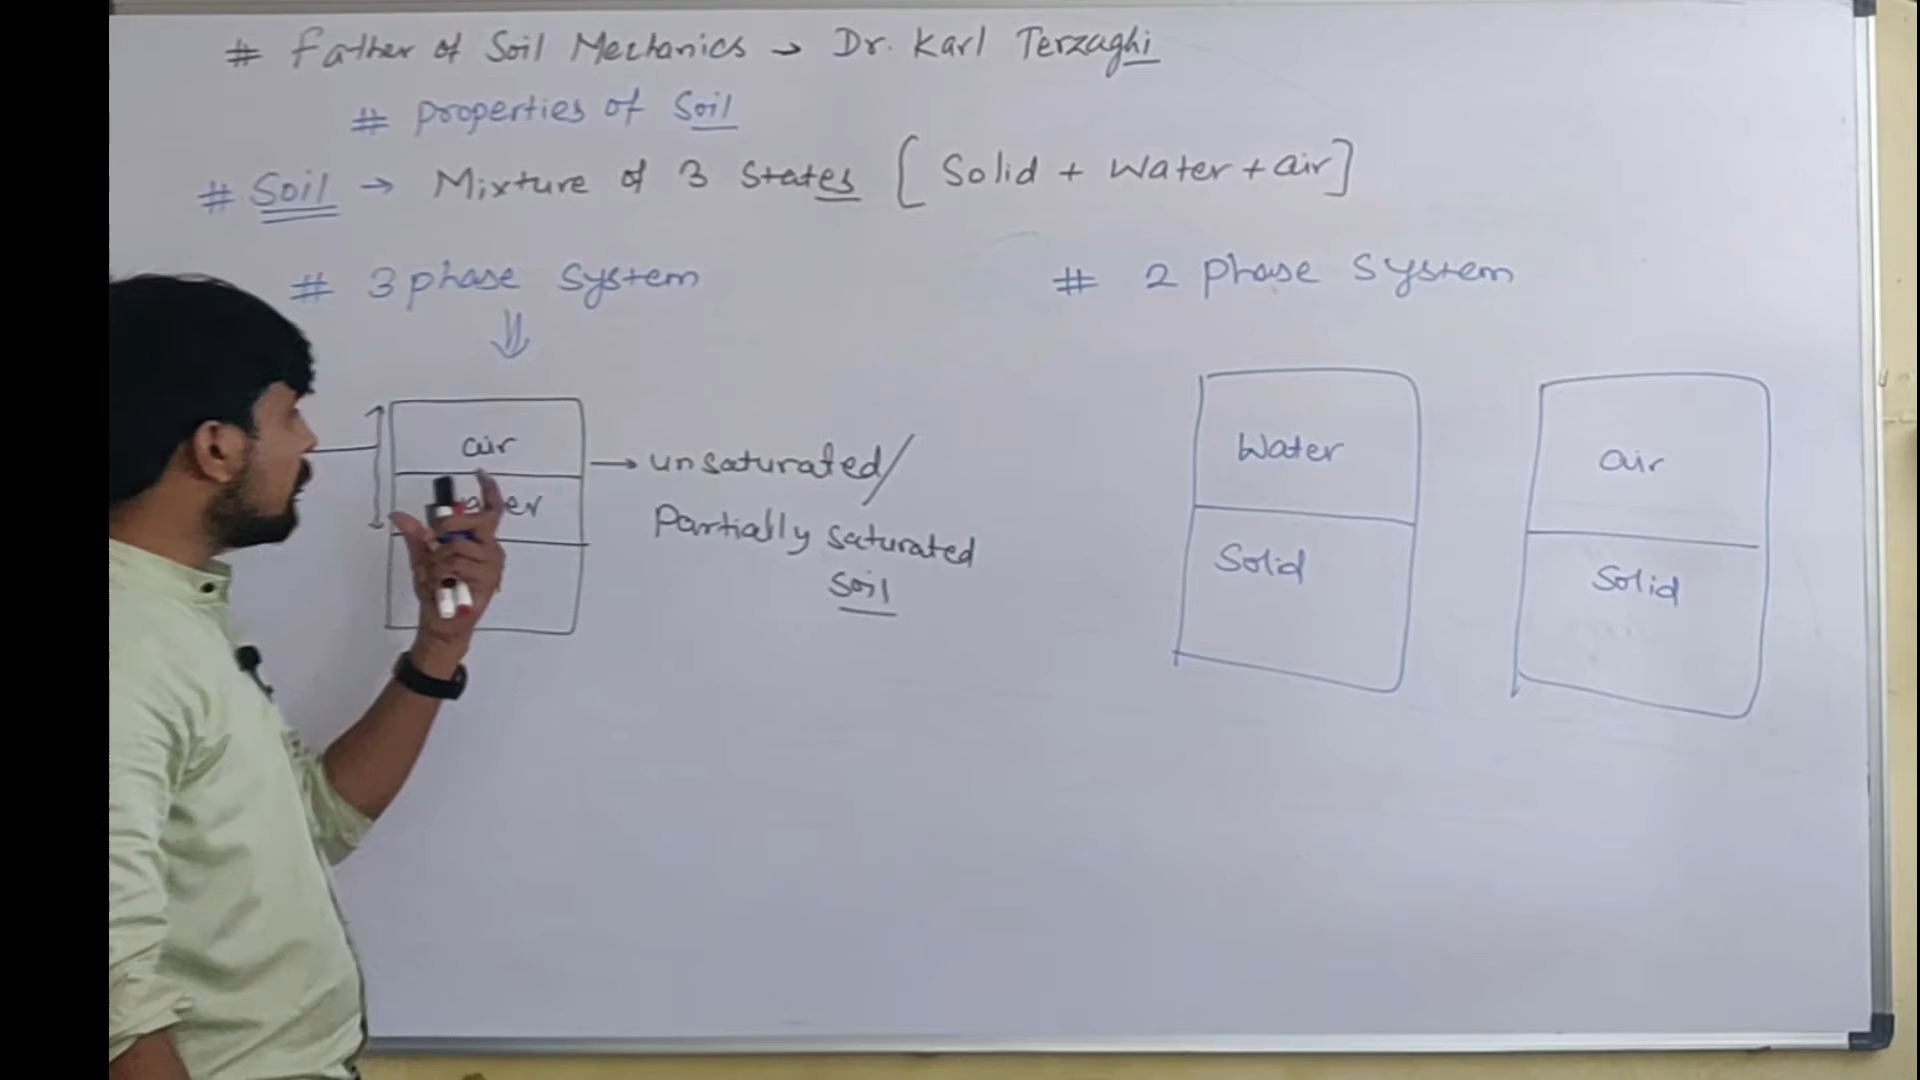 # Father of Soil Mechanics → Dr. Karl Terzaghi
# properties of Soil
# Soil → Mixture of 3 States [Solid + Water + air]
# 3 phase System
air
→ unsaturated/
Partially saturated
Soil
# 2 Phase System
Water
Solid
air
Solid